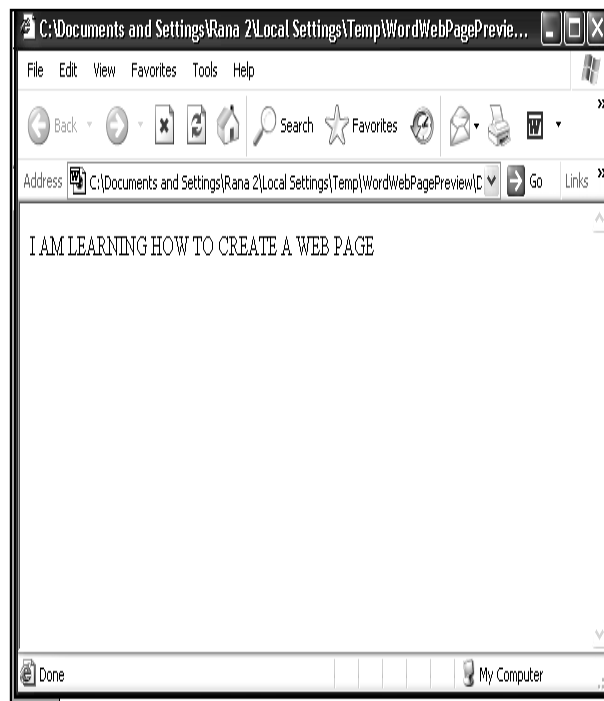 C:\Documents and Settings\Rana 2\Local Settings\Temp\WordWebPagePrevie...
File Edit View Favorites Tools Help
Back Search Favorites W
Address C:\Documents and Settings\Rana 2\Local Settings\Temp\WordWebPagePreview\D Go Links »
I AM LEARNING HOW TO CREATE A WEB PAGE
Done My Computer